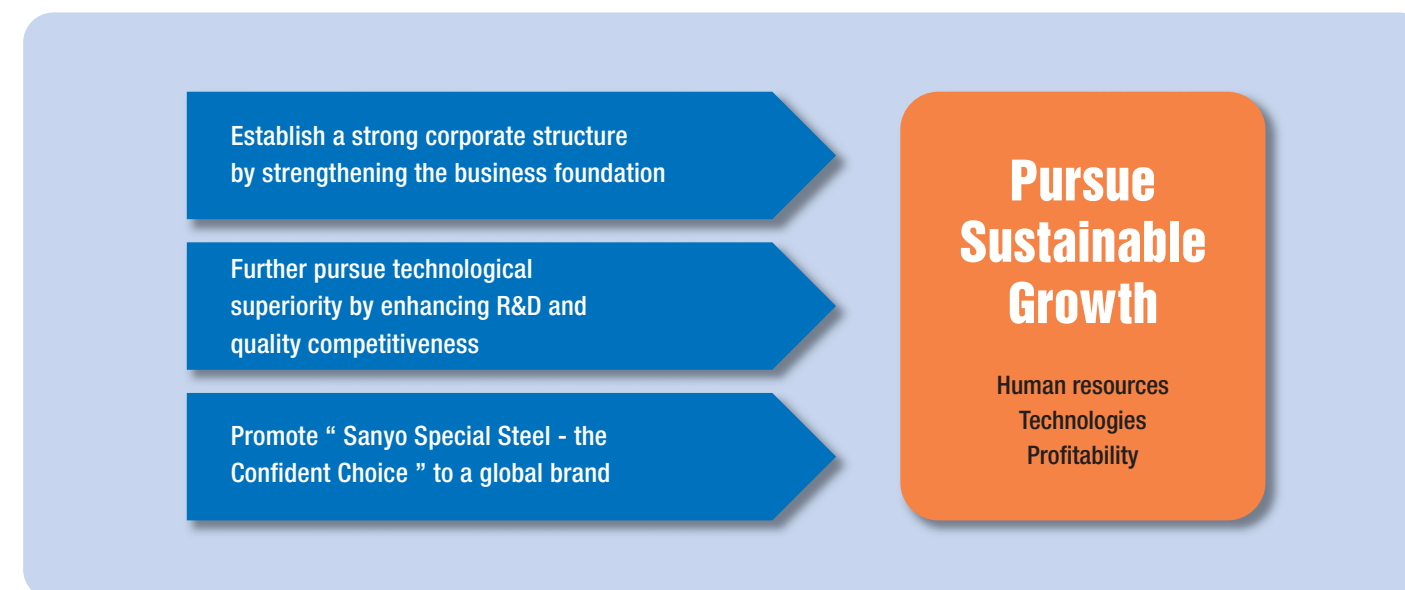 Establish a strong corporate structure
by strengthening the business foundation
Further pursue technological
superiority by enhancing R&D and
quality competitiveness
Promote “ Sanyo Special Steel - the
Confident Choice ” to a global brand
Pursue
Sustainable
Growth
Human resources
Technologies
Profitability